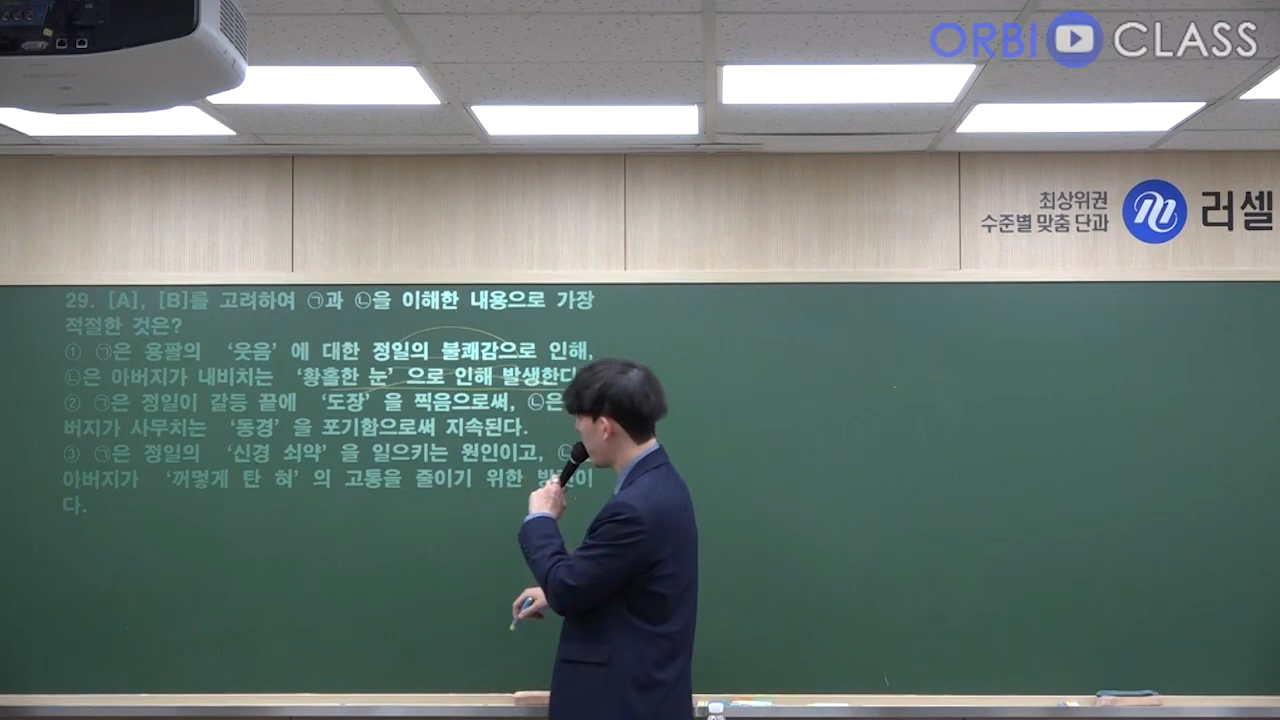 ORBI CLASS
최상위권
수준별 맞춤 단과
러셀
29. [A], [B]를 고려하여 ㉠과 ㉡을 이해한 내용으로 가장
적절한 것은?
① ㉠은 용팔의 ‘웃음’에 대한 정일의 불쾌감으로 인해,
㉡은 아버지가 내비치는 ‘황홀한 눈’으로 인해 발생한다
② ㉠은 정일이 갈등 끝에 ‘도장’을 찍음으로써, ㉡은
버지가 사무치는 ‘동경’을 포기함으로써 지속된다.
③ ㉠은 정일의 ‘신경 쇠약’을 일으키는 원인이고,
아버지가 ‘꺼멓게 탄 혀’의 고통을 줄이기 위한
다.